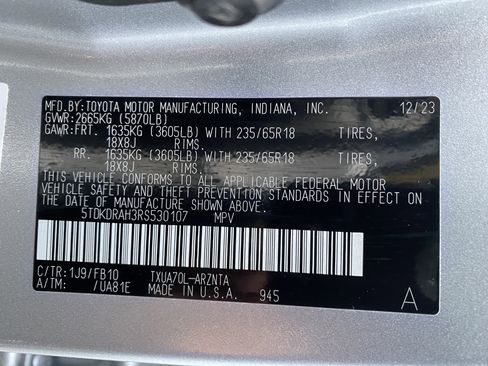 MFD.BY:TOYOTA MOTOR MANUFACTURING, INDIANA, INC. 12/23
GVWR:2665KG (5870LB)
GAWR:FRT. 1635KG (3605LB) WITH 235/65R18 TIRES,
18X8J RIMS.
RR. 1635KG (3605LB) WITH 235/65R18 TIRES,
18X8J RIMS.
THIS VEHICLE CONFORMS TO ALL APPLICABLE FEDERAL MOTOR
VEHICLE SAFETY AND THEFT PREVENTION STANDARDS IN EFFECT ON
THE DATE OF MANUFACTURE SHOWN ABOVE.
5TDKDRAH3RS530107 MPV
C/TR:1J9/FB10 TXUA70L-ARZNTA
A/TM: /UA81E MADE IN U.S.A. 945 A